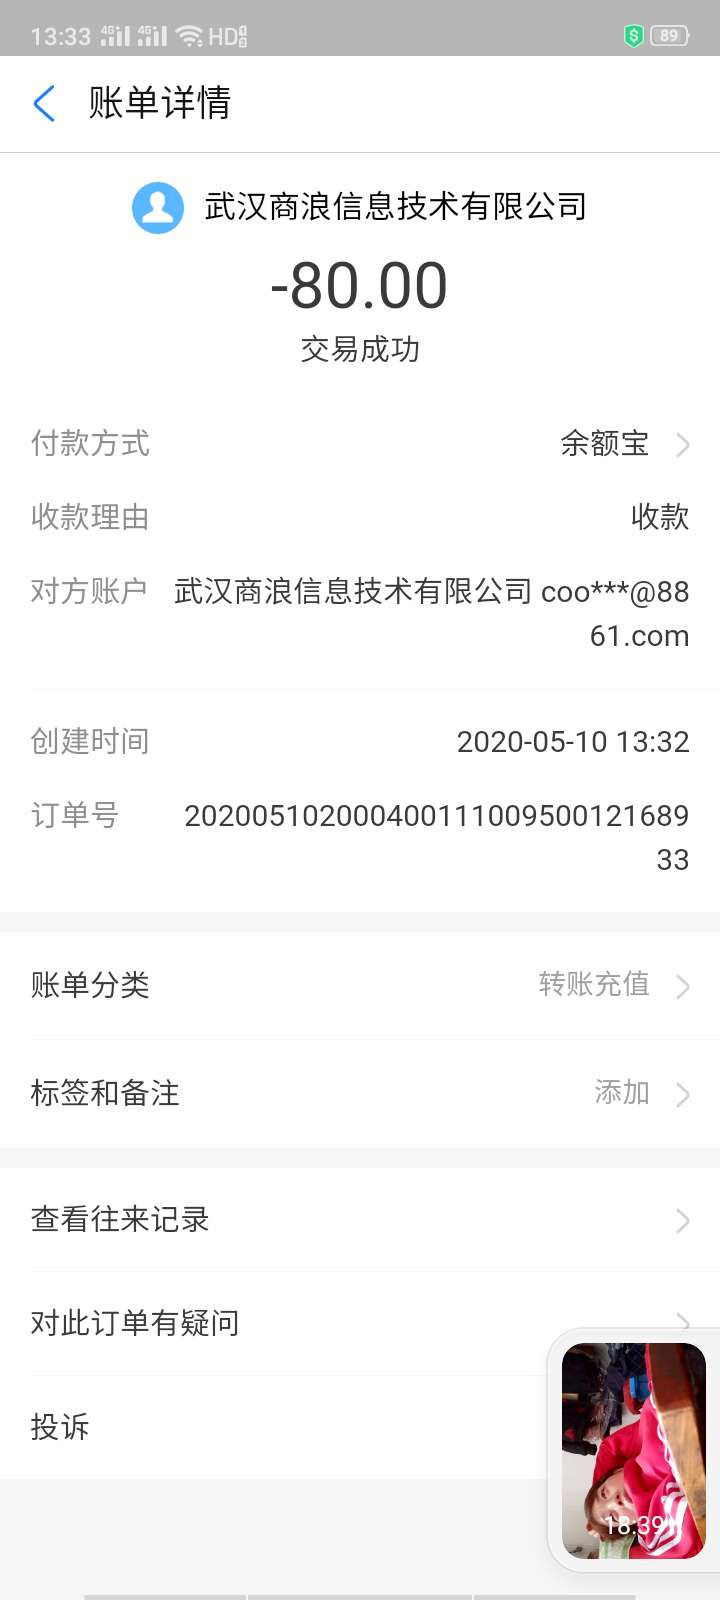 13:33 4G+ 4G+ HD 89
账单详情
武汉商浪信息技术有限公司
-80.00
交易成功
付款方式 余额宝
收款理由 收款
对方账户 武汉商浪信息技术有限公司 coo***@88
61.com
创建时间 2020-05-10 13:32
订单号 202005102000400111009500121689
33
账单分类 转账充值
标签和备注 添加
查看往来记录
对此订单有疑问
投诉
18:39